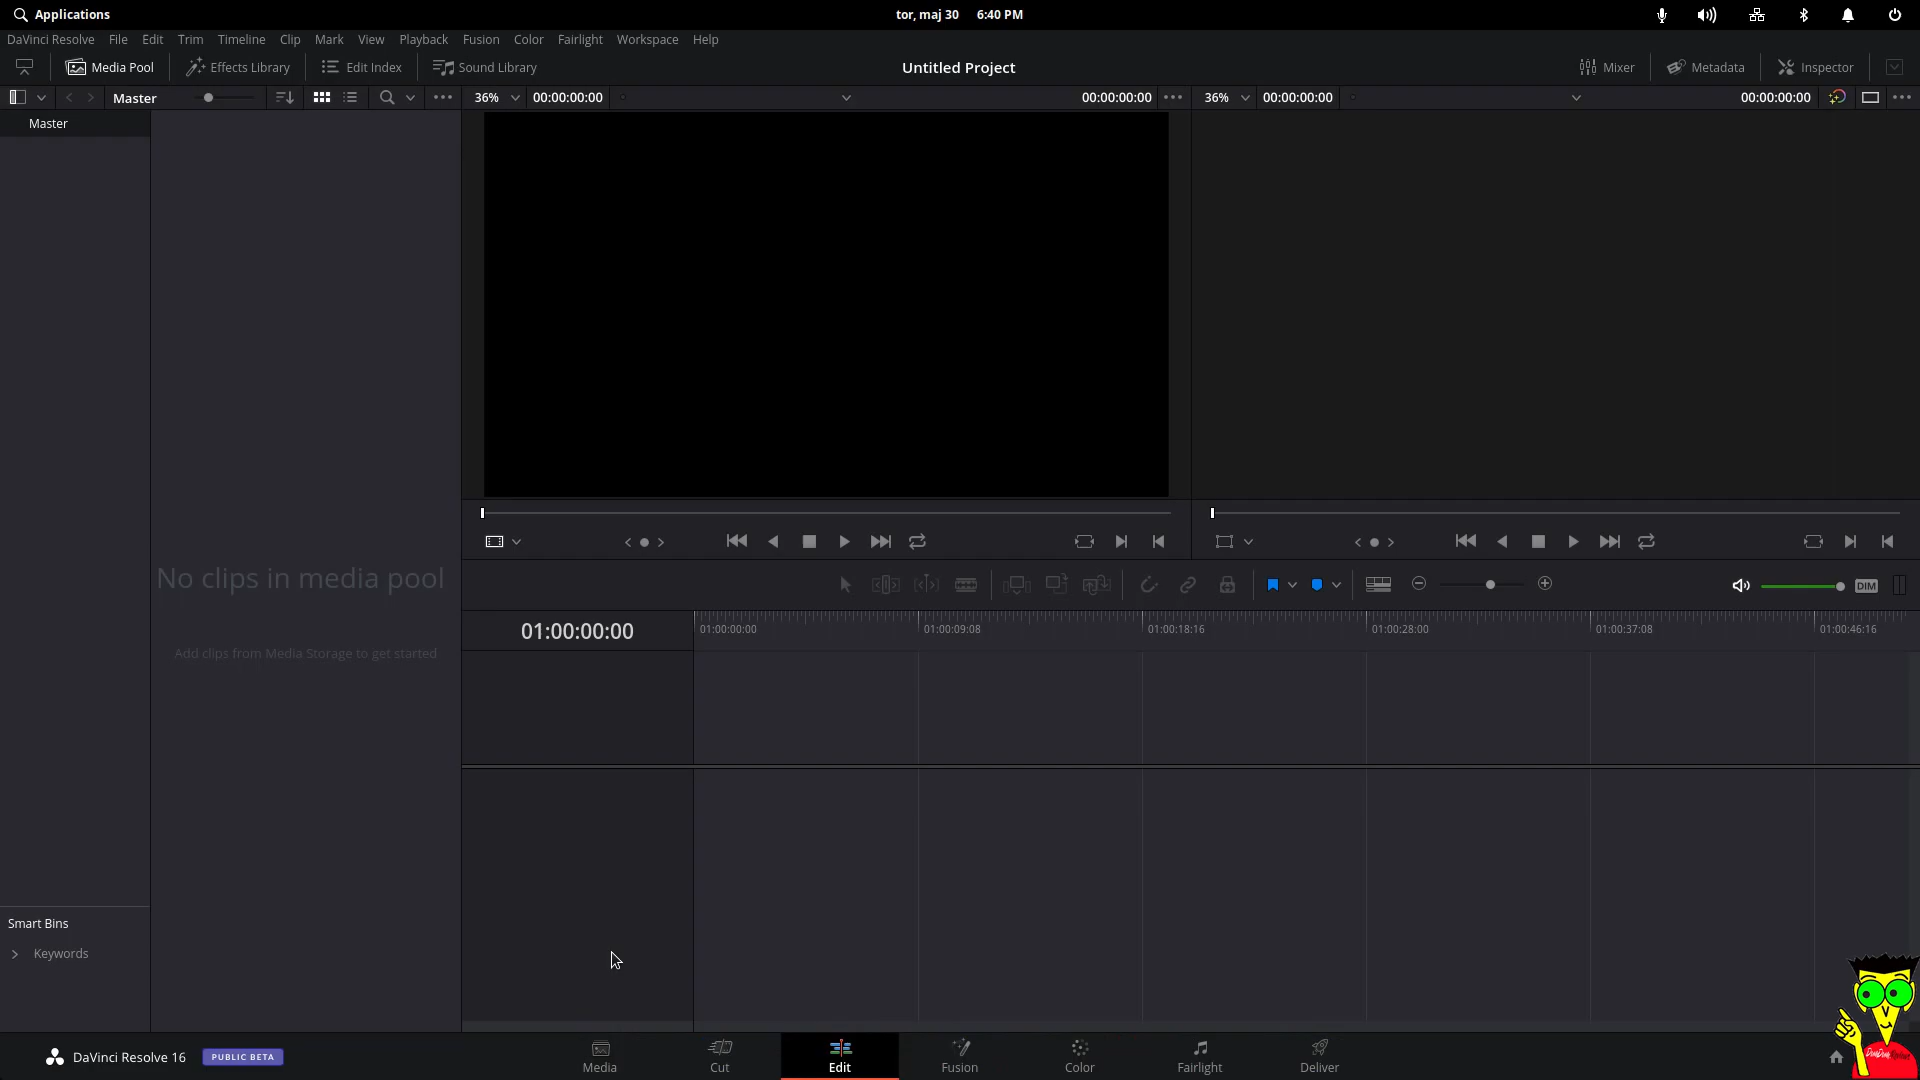 Applications tor, maj 30 6:40 PM
DaVinci Resolve File Edit Trim Timeline Clip Mark View Playback Fusion Color Fairlight Workspace Help
Media Pool Effects Library Edit Index Sound Library Untitled Project Mixer Metadata Inspector
Master 36% 00:00:00:00 00:00:00:00 36% 00:00:00:00 00:00:00:00
Master
No clips in media pool
Add clips from Media Storage to get started
DIM
01:00:00:00 01:00:00:00 01:00:09:08 01:00:18:16 01:00:28:00 01:00:37:08 01:00:46:16
Smart Bins
Keywords
DaVinci Resolve 16 PUBLIC BETA Media Cut Edit Fusion Color Fairlight Deliver